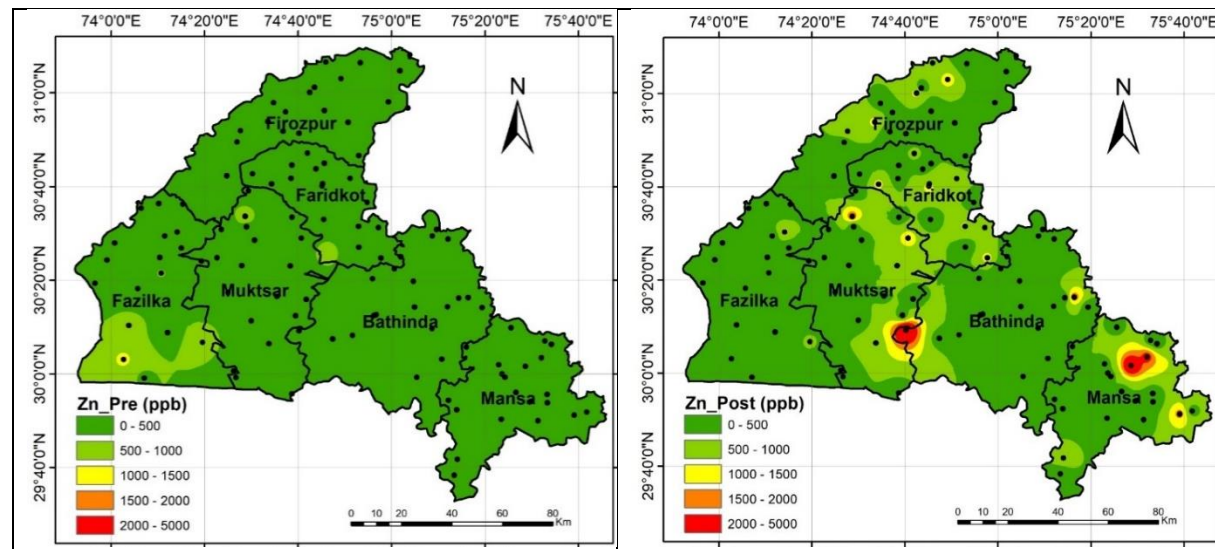 74°0'0"E 74°20'0"E 74°40'0"E 75°0'0"E 75°20'0"E 75°40'0"E
31°0'0"N
30°40'0"N
30°20'0"N
30°0'0"N
29°40'0"N
N
Firozpur
Faridkot
Fazilka
Muktsar
Bathinda
Mansa
Zn_Pre (ppb)
0 - 500
500 - 1000
1000 - 1500
1500 - 2000
2000 - 5000
0 10 20 40 60 80
Km
74°0'0"E 74°20'0"E 74°40'0"E 75°0'0"E 75°20'0"E 75°40'0"E
31°0'0"N
30°40'0"N
30°20'0"N
30°0'0"N
29°40'0"N
N
Firozpur
Faridkot
Fazilka
Muktsar
Bathinda
Mansa
Zn_Post (ppb)
0 - 500
500 - 1000
1000 - 1500
1500 - 2000
2000 - 5000
0 5 10 20 40 60 80
Km